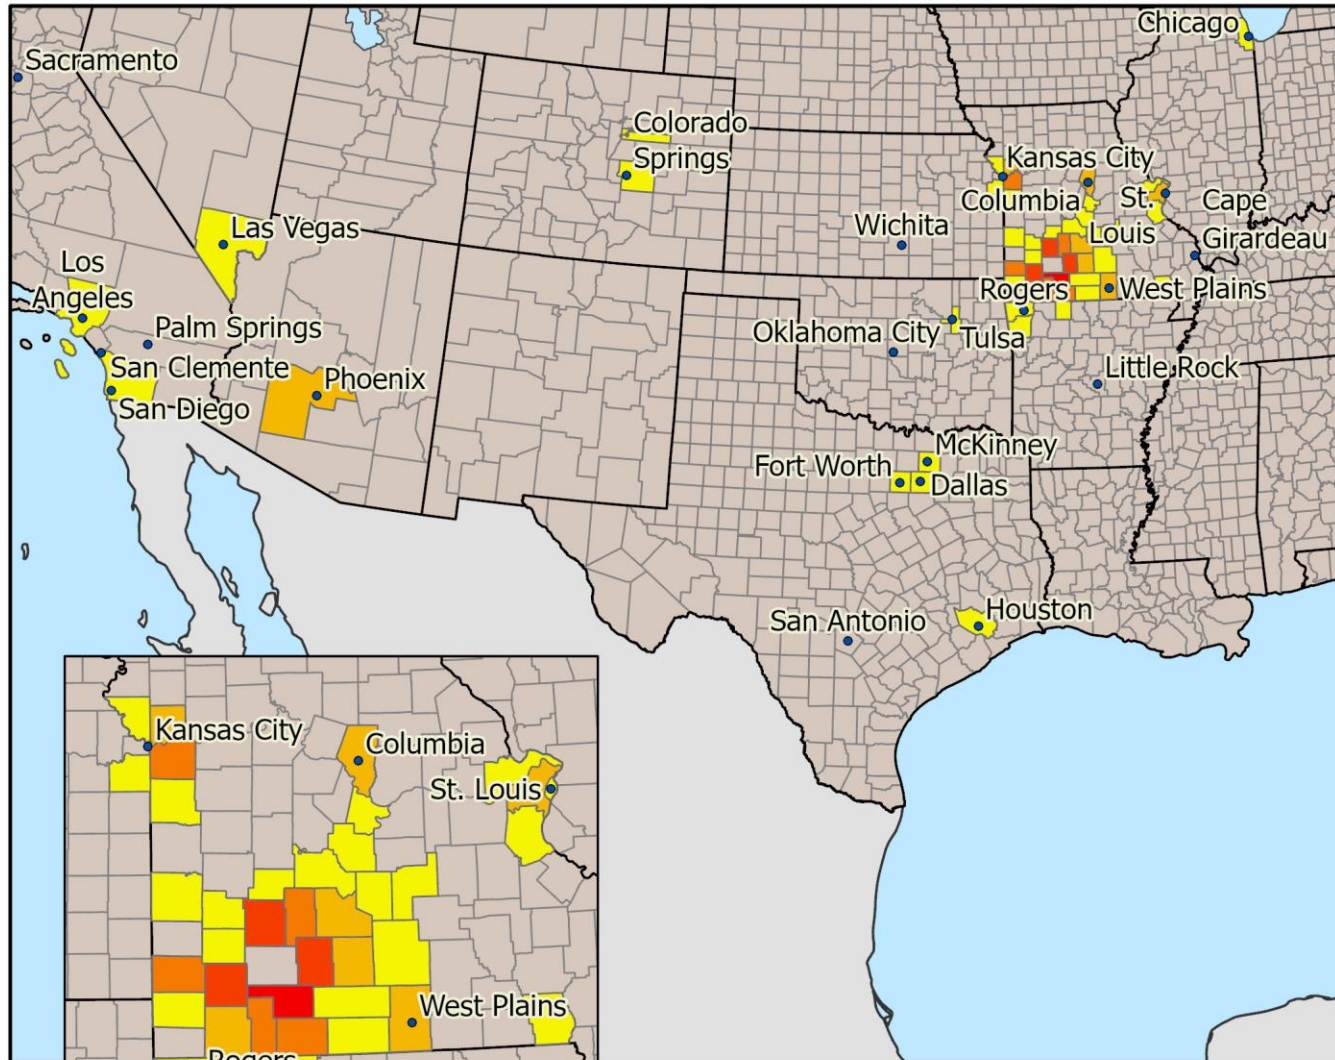 Chicago
Sacramento
Colorado
Springs
Kansas City
Columbia
St.
Louis
Cape
Girardeau
Las Vegas
Wichita
Los
Angeles
Rogers
West Plains
Palm Springs
Oklahoma City
Tulsa
San Clemente
Phoenix
Little Rock
San Diego
McKinney
Fort Worth
Dallas
San Antonio
Houston
Kansas City
Columbia
St. Louis
West Plains
Rogers